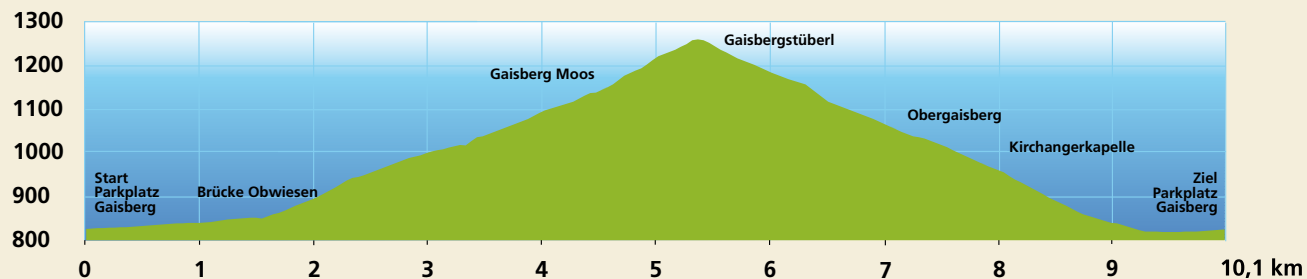 1300
Gaisbergstüberl
1200
Gaisberg Moos
1100
Obergaisberg
1000
Kirchangerkapelle
Start
Parkplatz
Gaisberg
Brücke Obwiesen
Ziel
Parkplatz
Gaisberg
900
800
0 1 2 3 4 5 6 7 8 9 10,1 km